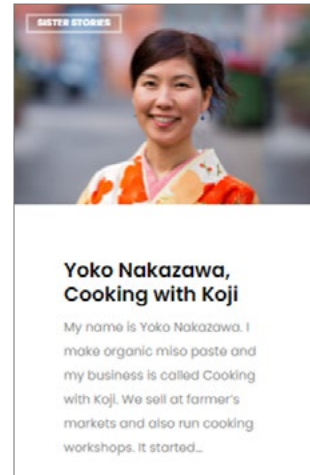 SISTER STORIES
Yoko Nakazawa,
Cooking with Koji
My name is Yoko Nakazawa. I
make organic miso paste and
my business is called Cooking
with Koji. We sell at farmer's
markets and also run cooking
workshops. It started...